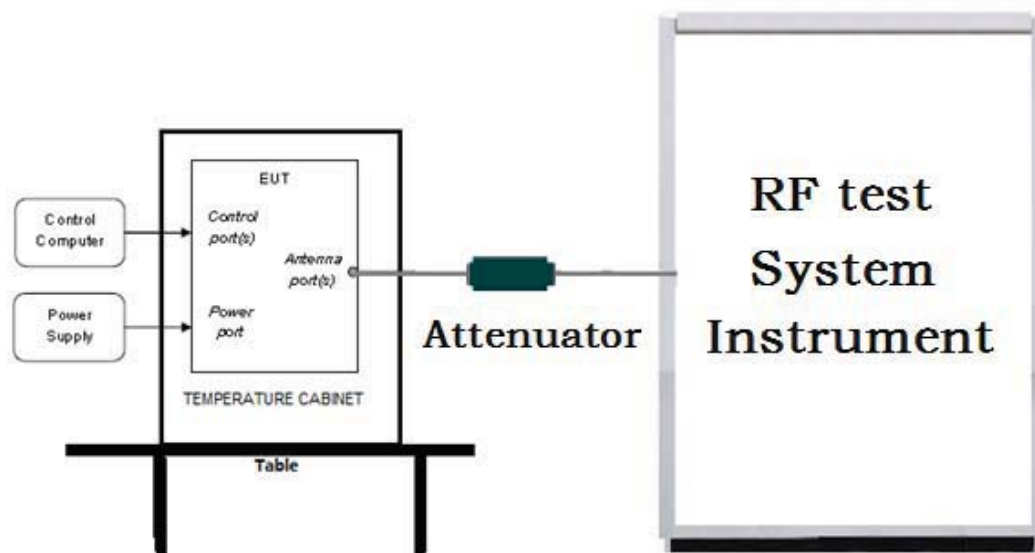 EUT
Control
port(s)
Antenna
port(s)
Power
port
TEMPERATURE CABINET
Table
Control
Computer
Power
Supply
Attenuator
RF test
System
Instrument